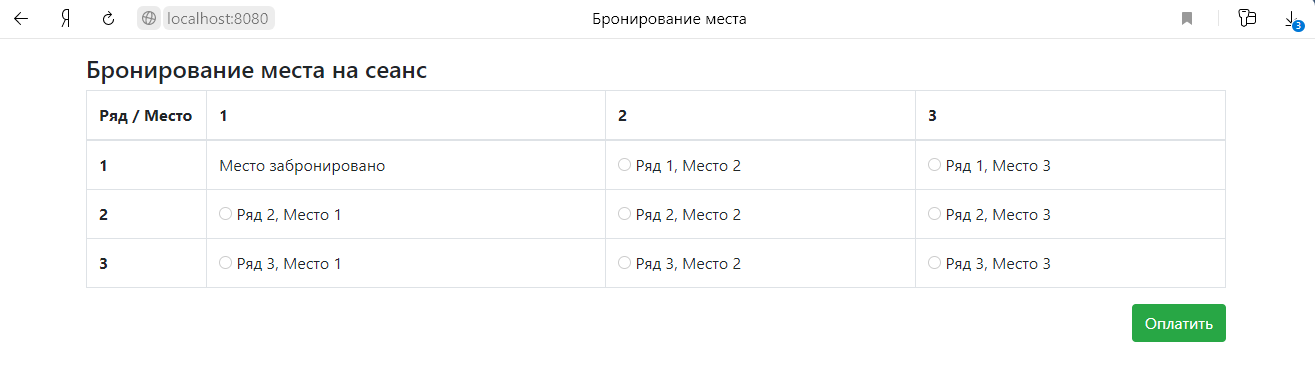 Я localhost:8080 Бронирование места
3
Бронирование места на сеанс
Ряд / Место 1 2 3
1 Место забронировано Ряд 1, Место 2 Ряд 1, Место 3
2 Ряд 2, Место 1 Ряд 2, Место 2 Ряд 2, Место 3
3 Ряд 3, Место 1 Ряд 3, Место 2 Ряд 3, Место 3
Оплатить